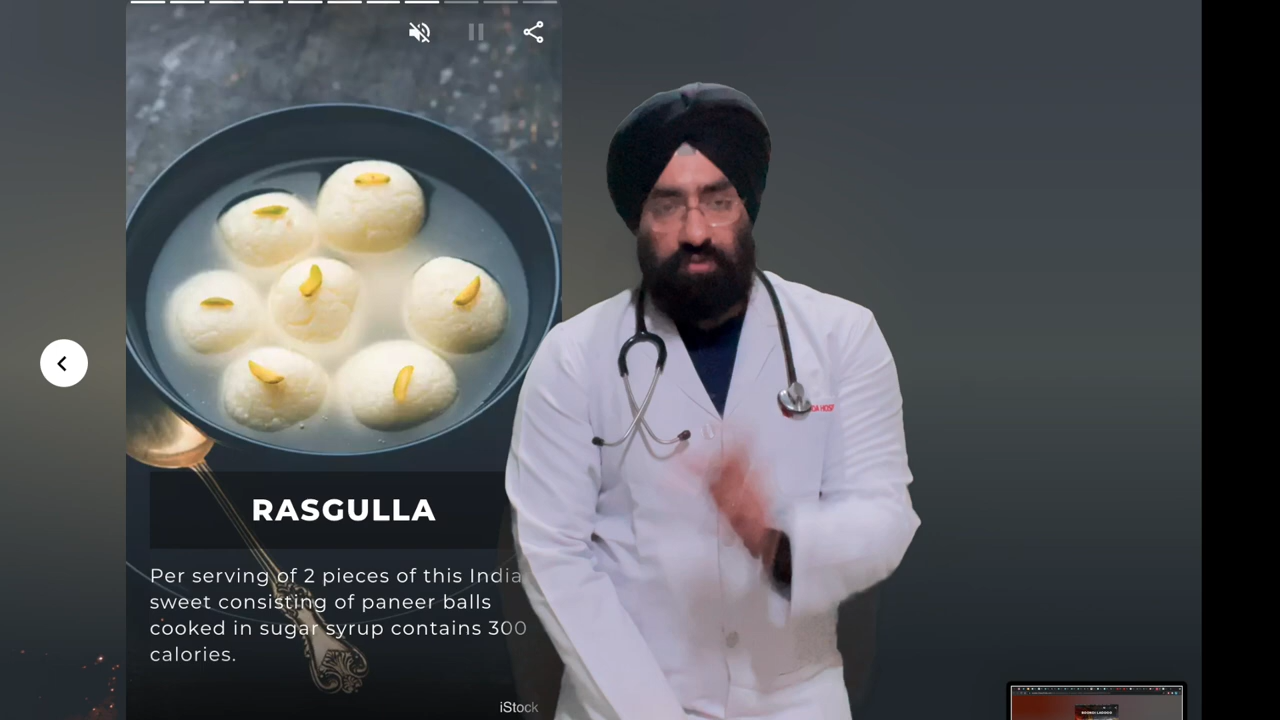 RASGULLA
Per serving of 2 pieces of this India
sweet consisting of paneer balls
cooked in sugar syrup contains 300
calories.
iStock